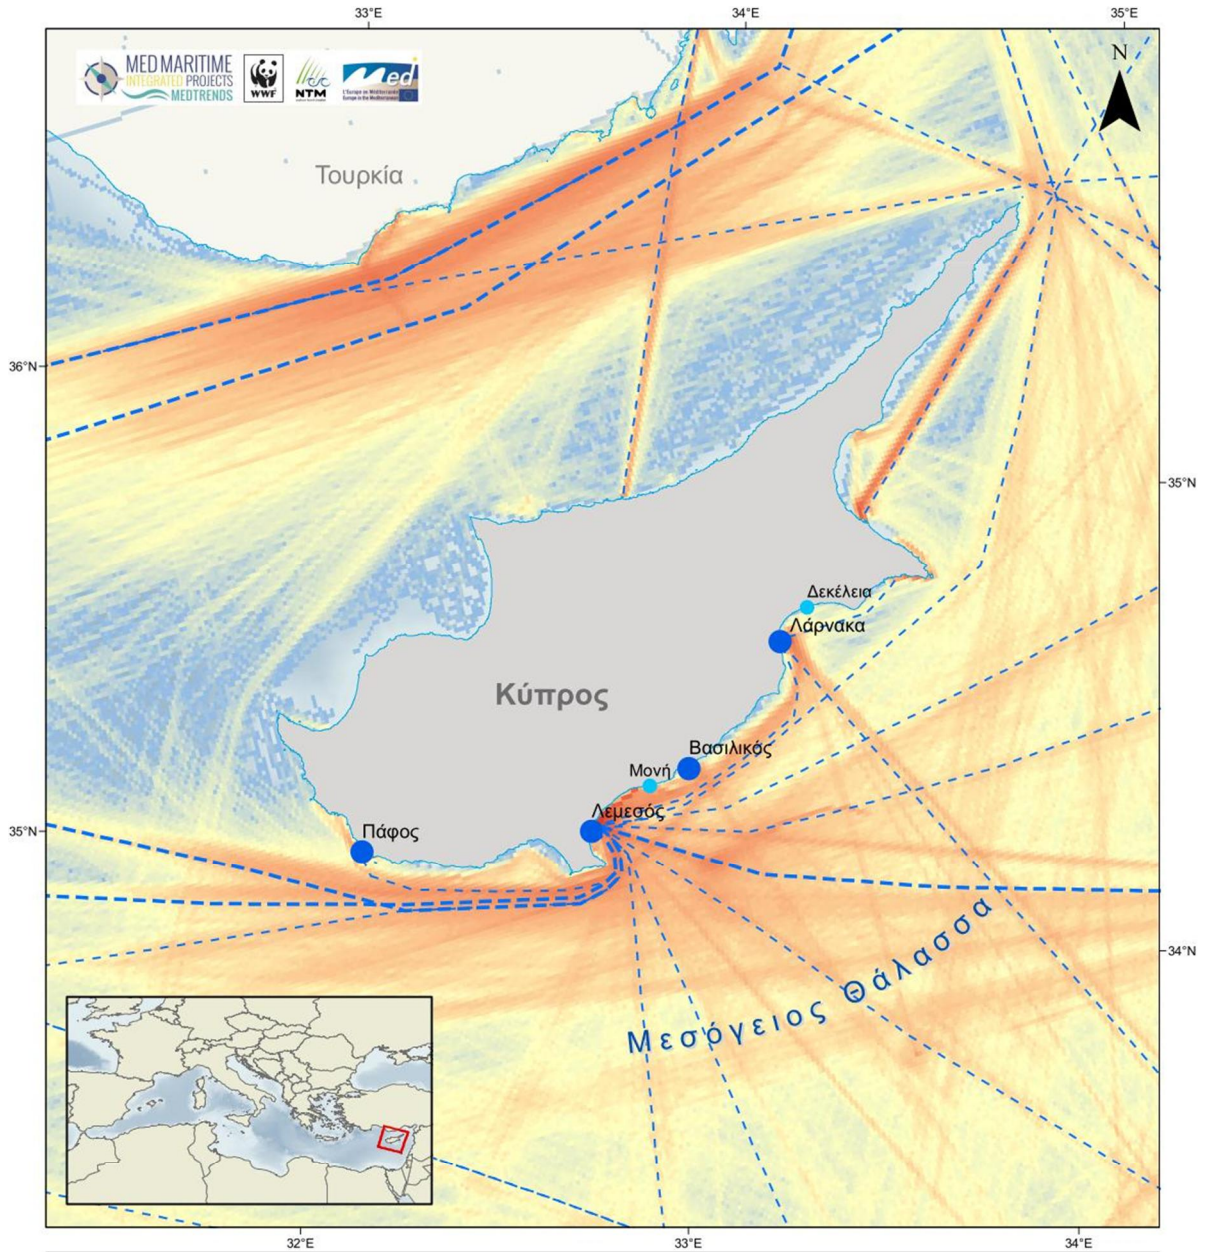 33°E
34°E
35°E
MED MARITIME
INTEGRATED PROJECTS
MEDTRENDS
WWF
NTM
Med
N
Τουρκία
36°N
35°N
Δεκέλεια
Λάρνακα
Κύπρος
Βασιλικός
Μονή
Λεμεσός
35°N
Πάφος
34°N
Μεσόγειος Θάλασσα
32°E
33°E
34°E